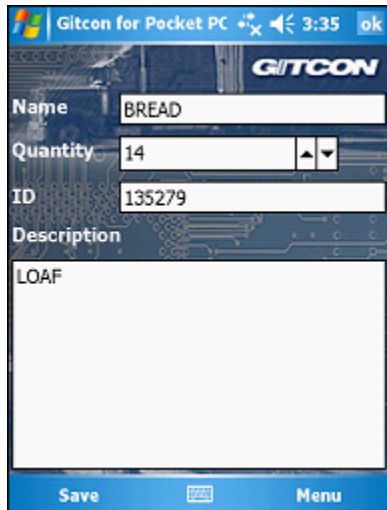 Gitcon for Pocket PC 3:35 ok
GITCON
Name BREAD
Quantity 14
ID 135279
Description
LOAF
Save Menu